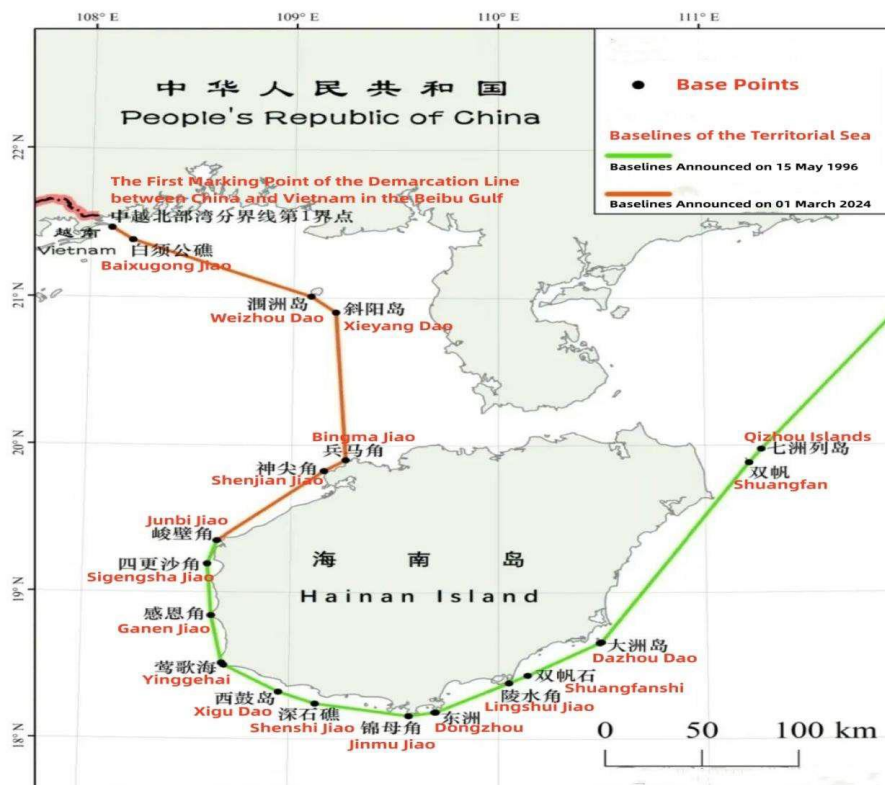 108° E
109° E
110° E
111° E
中华人民共和国
People's Republic of China
Base Points
Baselines of the Territorial Sea
Baselines Announced on 15 May 1996
Baselines Announced on 01 March 2024
22° N
The First Marking Point of the Demarcation Line
between China and Vietnam in the Beibu Gulf
中越北部湾分界线第1界点
越南
Vietnam
白须公礁
Baixugong Jiao
21° N
涠洲岛
Weizhou Dao
斜阳岛
Xieyang Dao
20° N
Bingma Jiao
兵马角
神尖角
Shenjian Jiao
Qizhou Islands
七洲列岛
双帆
Shuangfan
Junbi Jiao
峻壁角
四更沙角
Sigengsha Jiao
海南岛
Hainan Island
19° N
感恩角
Ganen Jiao
莺歌海
Yinggehai
大洲岛
Dazhou Dao
双帆石
Shuangfanshi
陵水角
Lingshui Jiao
西鼓岛
Xigu Dao
深石礁
Shenshi Jiao
锦母角
Jinmu Jiao
东洲
Dongzhou
18° N
0 50 100 km